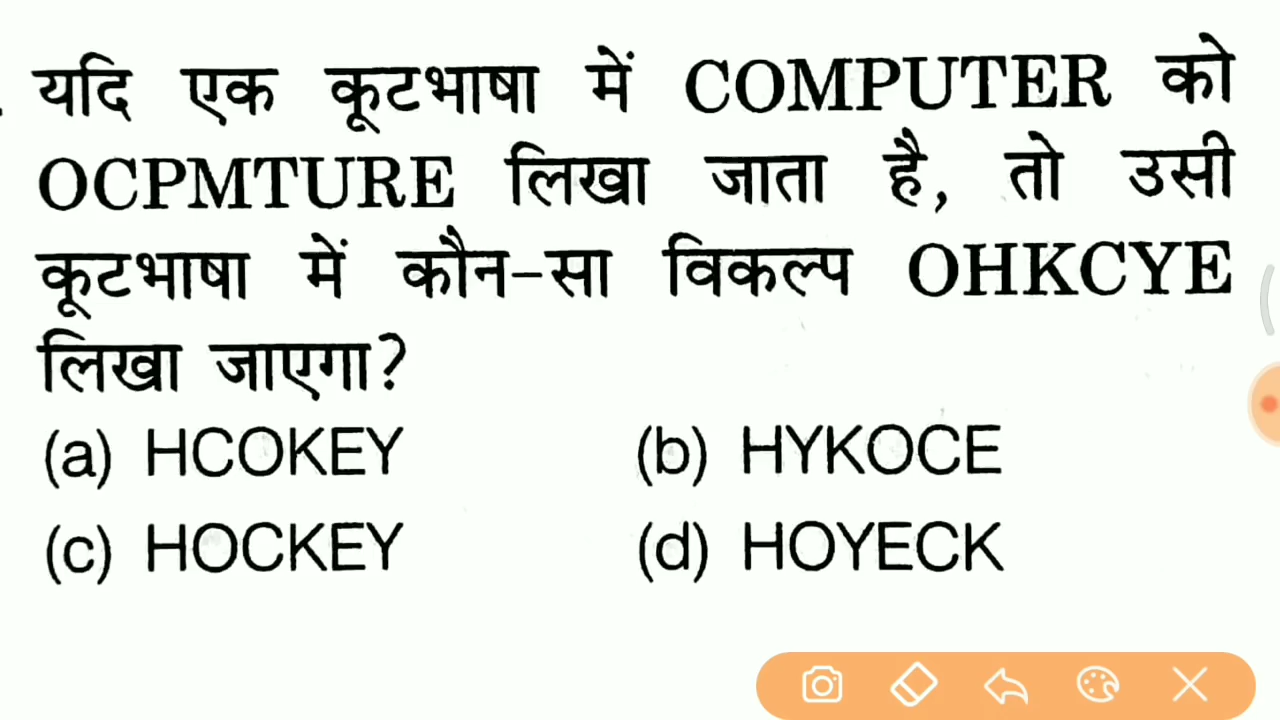 यदि एक कूटभाषा में COMPUTER को
OCPMTURE लिखा जाता है, तो उसी
कूटभाषा में कौन-सा विकल्प OHKCYE
लिखा जाएगा?
(a) HCOKEY (b) HYKOCE
(c) HOCKEY (d) HOYECK